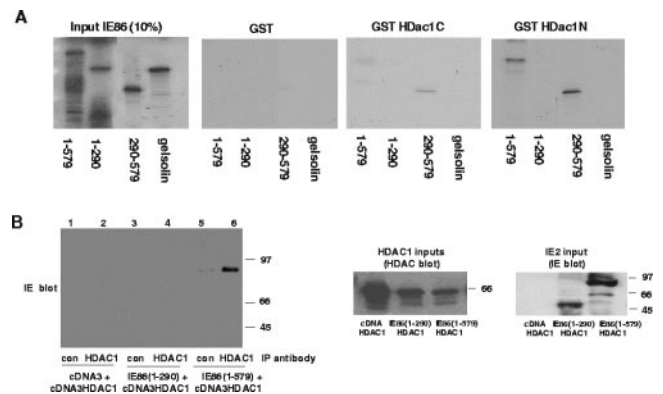 A
Input IE86 (10%)
GST
GST HDac1C
GST HDac1N
1-579
1-290
290-579
gelsolin
1-579
1-290
290-579
gelsolin
1-579
1-290
290-579
gelsolin
1-579
1-290
290-579
gelsolin
B
1 2 3 4 5 6
IE blot
97
66
45
con HDAC1 con HDAC1 con HDAC1 IP antibody
cDNA3 + cDNA3HDAC1
IE86(1-290) + cDNA3HDAC1
IE86(1-579) + cDNA3HDAC1
HDAC1 inputs
(HDAC blot)
66
cDNA HDAC1
IE86(1-290) HDAC1
IE86(1-579) HDAC1
IE2 input
(IE blot)
97
66
45
cDNA HDAC1
IE86(1-290) HDAC1
IE86(1-579) HDAC1